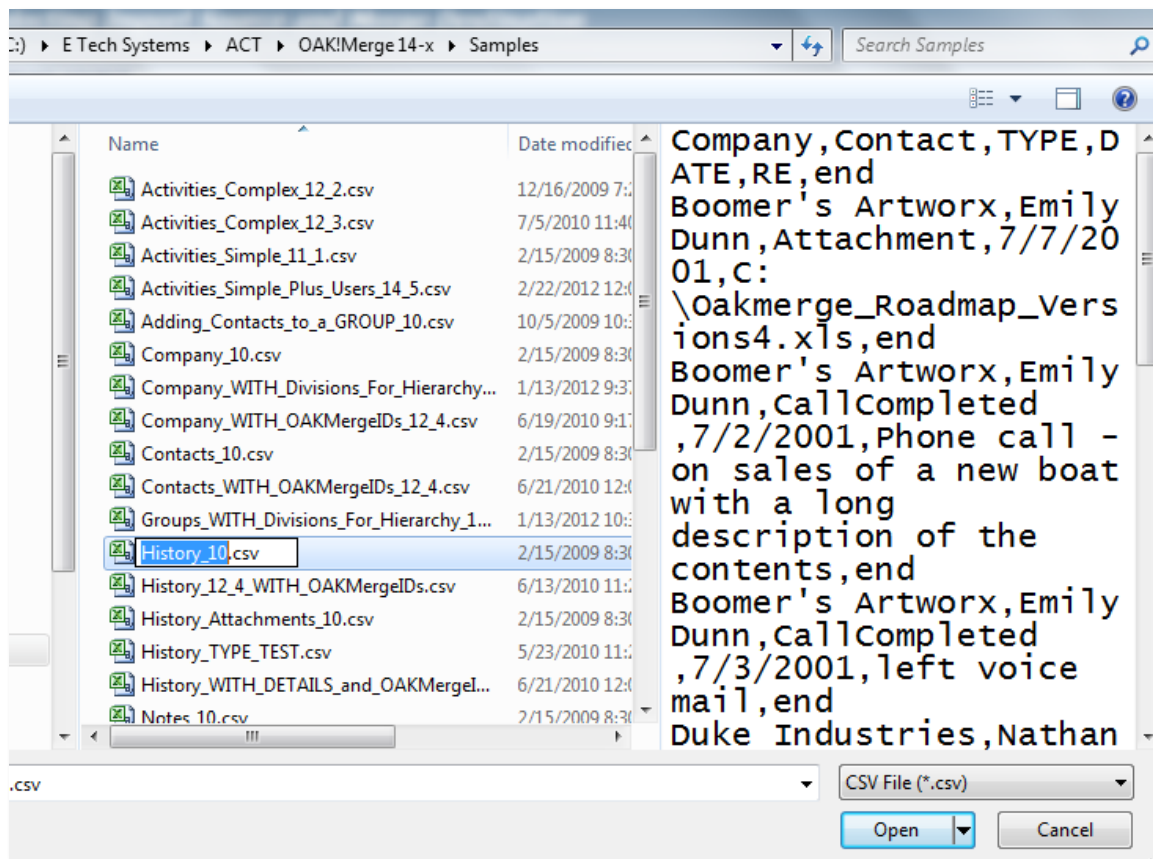 :) ▸ E Tech Systems ▸ ACT ▸ OAK!Merge 14-x ▸ Samples
Search Samples
Name
Date modified
Activities_Complex_12_2.csv 12/16/2009 7:
Activities_Complex_12_3.csv 7/5/2010 11:40
Activities_Simple_11_1.csv 2/15/2009 8:30
Activities_Simple_Plus_Users_14_5.csv 2/22/2012 12:
Adding_Contacts_to_a_GROUP_10.csv 10/5/2009 10:
Company_10.csv 2/15/2009 8:30
Company_WITH_Divisions_For_Hierarchy... 1/13/2012 9:3
Company_WITH_OAKMergeIDs_12_4.csv 6/19/2010 9:1
Contacts_10.csv 2/15/2009 8:30
Contacts_WITH_OAKMergeIDs_12_4.csv 6/21/2010 12:
Groups_WITH_Divisions_For_Hierarchy_1... 1/13/2012 10:
History_10.csv 2/15/2009 8:30
History_12_4_WITH_OAKMergeIDs.csv 6/13/2010 11:
History_Attachments_10.csv 2/15/2009 8:30
History_TYPE_TEST.csv 5/23/2010 11:
History_WITH_DETAILS_and_OAKMergeI... 6/21/2010 12:
Notes_10.csv 2/15/2009 8:30
Company,Contact,TYPE,D
ATE,RE,end
Boomer's Artworx,Emily
Dunn,Attachment,7/7/20
01,C:
\Oakmerge_Roadmap_Vers
ions4.xls,end
Boomer's Artworx,Emily
Dunn,CallCompleted
,7/2/2001,Phone call -
on sales of a new boat
with a long
description of the
contents,end
Boomer's Artworx,Emily
Dunn,CallCompleted
,7/3/2001,left voice
mail,end
Duke Industries,Nathan
.csv
CSV File (*.csv)
Open
Cancel